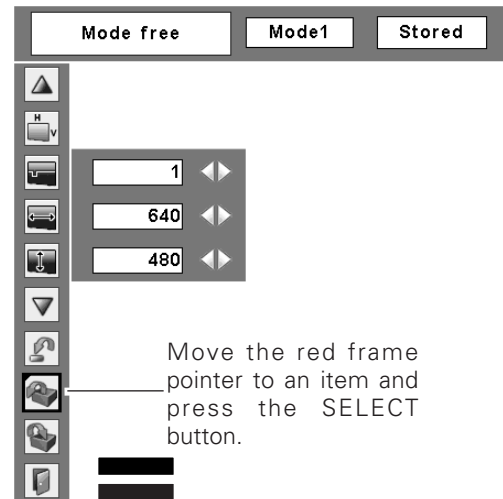 Mode free Mode1 Stored
H
V
1
640
480
Move the red frame
pointer to an item and
press the SELECT
button.